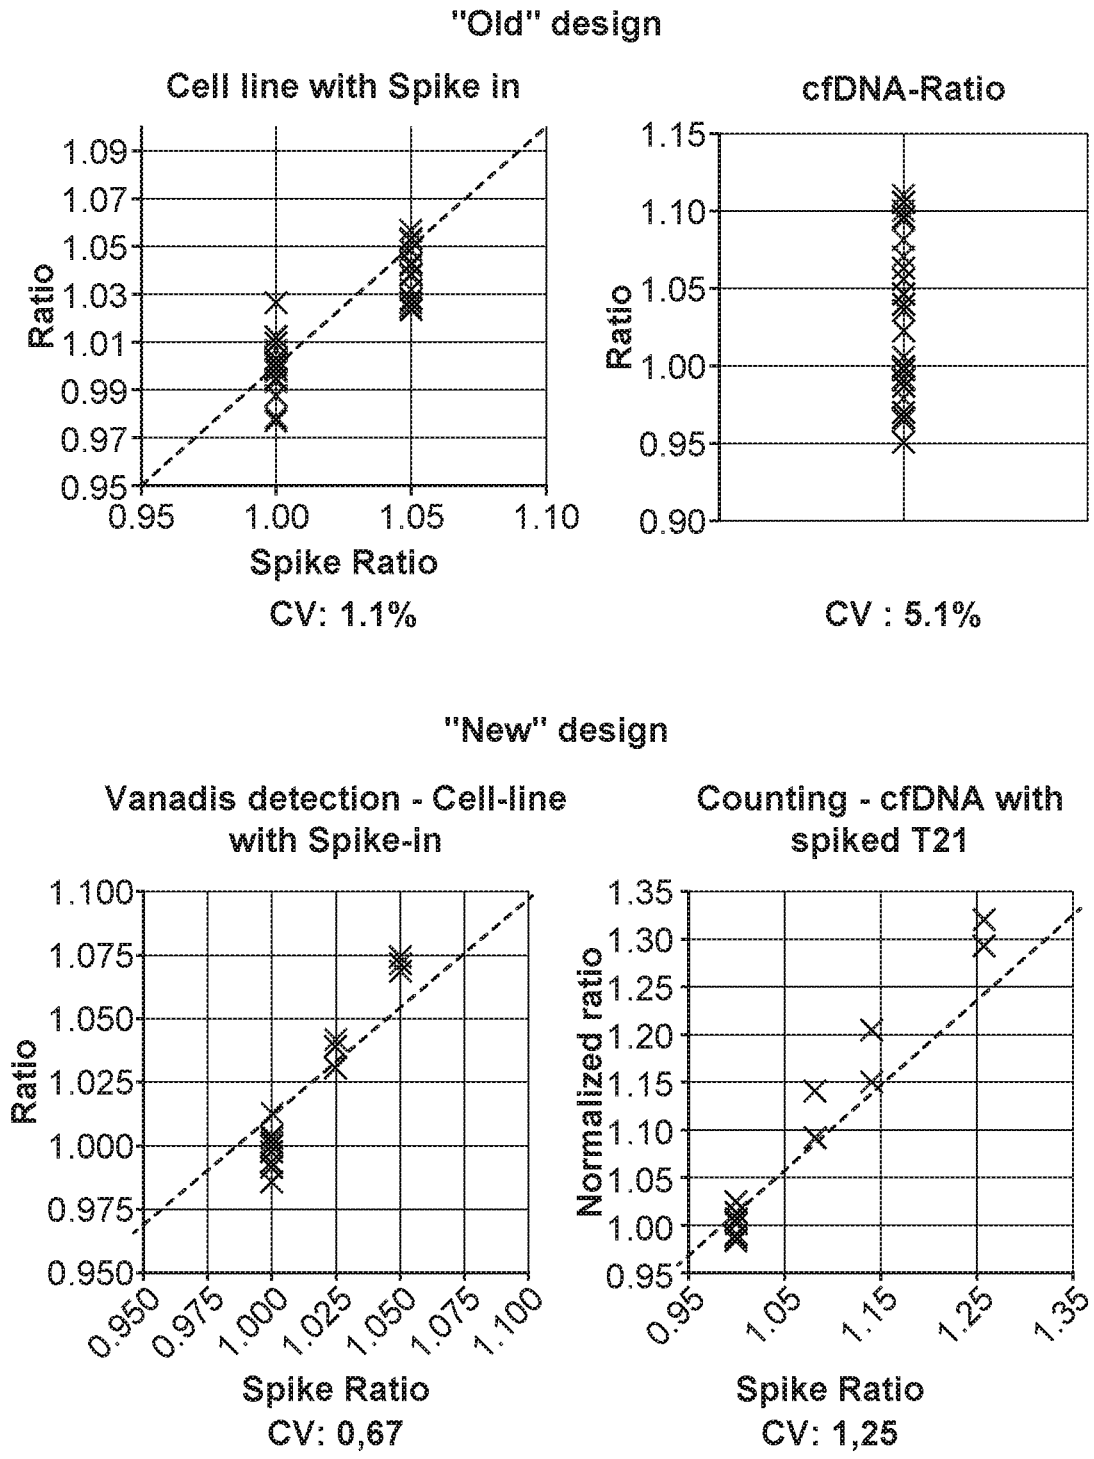 "Old" design
Cell line with Spike in
1.09
1.07
1.05
1.03
1.01
0.99
0.97
0.95
Ratio
0.95 1.00 1.05 1.10
Spike Ratio
CV: 1.1%
cfDNA-Ratio
1.15
1.10
1.05
1.00
0.95
0.90
Ratio
CV : 5.1%
"New" design
Vanadis detection - Cell-line
with Spike-in
1.100
1.075
1.050
1.025
1.000
0.975
0.950
Ratio
0.950 0.975 1.000 1.025 1.050 1.075 1.100
Spike Ratio
CV: 0,67
Counting - cfDNA with
spiked T21
1.35
1.30
1.25
1.20
1.15
1.10
1.05
1.00
0.95
Normalized ratio
0.95 1.05 1.15 1.25 1.35
Spike Ratio
CV: 1,25